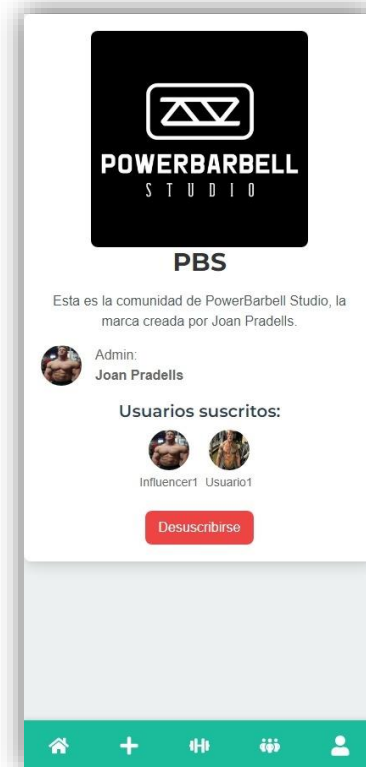 POWERBARBELL
STUDIO
PBS
Esta es la comunidad de PowerBarbell Studio, la
marca creada por Joan Pradells.
Admin:
Joan Pradells
Usuarios suscritos:
Influencer1 Usuario1
Desuscribirse